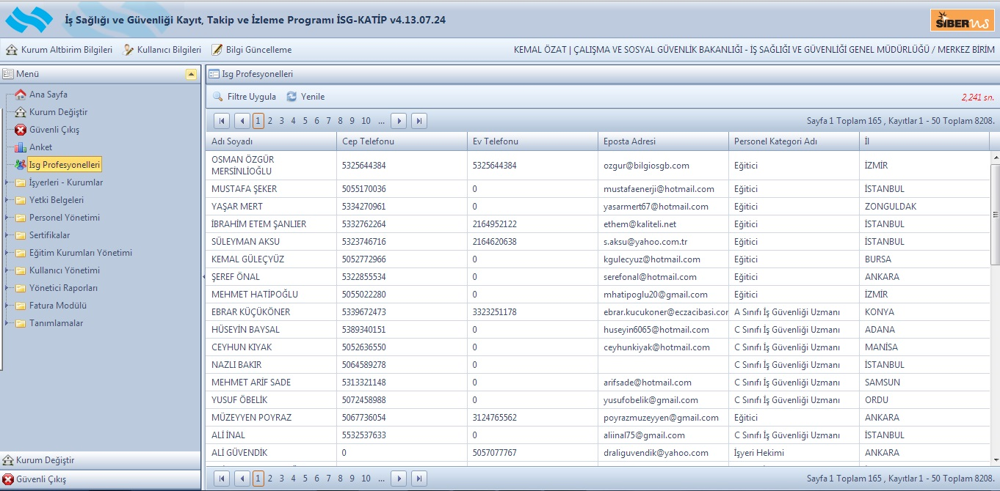 İş Sağlığı ve Güvenliği Kayıt, Takip ve İzleme Programı İSG-KATİP v4.13.07.24
SİBERUS
Kurum Altbirim Bilgileri Kullanıcı Bilgileri Bilgi Güncelleme KEMAL ÖZAT | ÇALIŞMA VE SOSYAL GÜVENLİK BAKANLIĞI - İŞ SAĞLIĞI VE GÜVENLİĞİ GENEL MÜDÜRLÜĞÜ / MERKEZ BİRİM
Menü
Ana Sayfa
Kurum Değiştir
Güvenli Çıkış
Anket
Isg Profesyonelleri
İşyerleri - Kurumlar
Yetki Belgeleri
Personel Yönetimi
Sertifikalar
Eğitim Kurumları Yönetimi
Kullanıcı Yönetimi
Yönetici Raporları
Fatura Modülü
Tanımlamalar
Kurum Değiştir
Güvenli Çıkış
Isg Profesyonelleri
Filtre Uygula Yenile 2,241 sn.
1 2 3 4 5 6 7 8 9 10 ... Sayfa 1 Toplam 165 , Kayıtlar 1 - 50 Toplam 8208.
Adı Soyadı Cep Telefonu Ev Telefonu Eposta Adresi Personel Kategori Adı İl
OSMAN ÖZGÜR
MERSİNLİOĞLU 5325644384 5325644384 ozgur@bilgiosgb.com Eğitici İZMİR
MUSTAFA ŞEKER 5055170036 0 mustafaenerji@hotmail.com Eğitici İSTANBUL
YAŞAR MERT 5334270961 0 yasarmert67@hotmail.com Eğitici ZONGULDAK
İBRAHİM ETEM ŞANLIER 5332762264 2164952122 ethem@kaliteli.net Eğitici İSTANBUL
SÜLEYMAN AKSU 5323746716 2164620638 s.aksu@yahoo.com.tr Eğitici İSTANBUL
KEMAL GÜLEÇYÜZ 5052772966 0 kgulecyuz@hotmail.com Eğitici BURSA
ŞEREF ÖNAL 5322855534 0 serefonal@hotmail.com Eğitici ANKARA
MEHMET HATİPOĞLU 5055022280 0 mhatipoglu20@gmail.com Eğitici İZMİR
EBRAR KÜÇÜKÖNER 5339672473 3323251178 ebrar.kucukoner@eczacibasi.cor A Sınıfı İş Güvenliği Uzmanı KONYA
HÜSEYİN BAYSAL 5389340151 0 huseyin6065@hotmail.com C Sınıfı İş Güvenliği Uzmanı ADANA
CEYHUN KIYAK 5052636550 0 ceyhunkiyak@hotmail.com C Sınıfı İş Güvenliği Uzmanı MANİSA
NAZLI BAKIR 5064589278 0 C Sınıfı İş Güvenliği Uzmanı İSTANBUL
MEHMET ARİF SADE 5313321148 0 arifsade@hotmail.com C Sınıfı İş Güvenliği Uzmanı SAMSUN
YUSUF ÖBELİK 5072458988 0 yusufobelik@gmail.com C Sınıfı İş Güvenliği Uzmanı ORDU
MÜZEYYEN POYRAZ 5067736054 3124765562 poyrazmuzeyyen@gmail.com Eğitici ANKARA
ALİ İNAL 5532537633 0 aliinal75@gmail.com C Sınıfı İş Güvenliği Uzmanı İSTANBUL
ALİ GÜVENDİK 0 5057077767 draliguvendik@yahoo.com İşyeri Hekimi ANKARA
1 2 3 4 5 6 7 8 9 10 ... Sayfa 1 Toplam 165 , Kayıtlar 1 - 50 Toplam 8208.